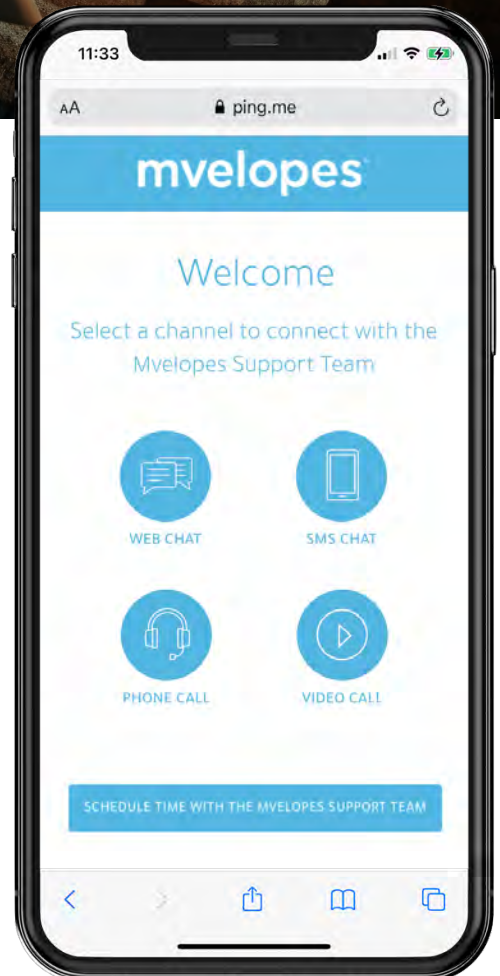 11:33
AA ping.me
mvelopes
Welcome
Select a channel to connect with the
Mvelopes Support Team
WEB CHAT SMS CHAT
PHONE CALL VIDEO CALL
SCHEDULE TIME WITH THE MVELOPES SUPPORT TEAM